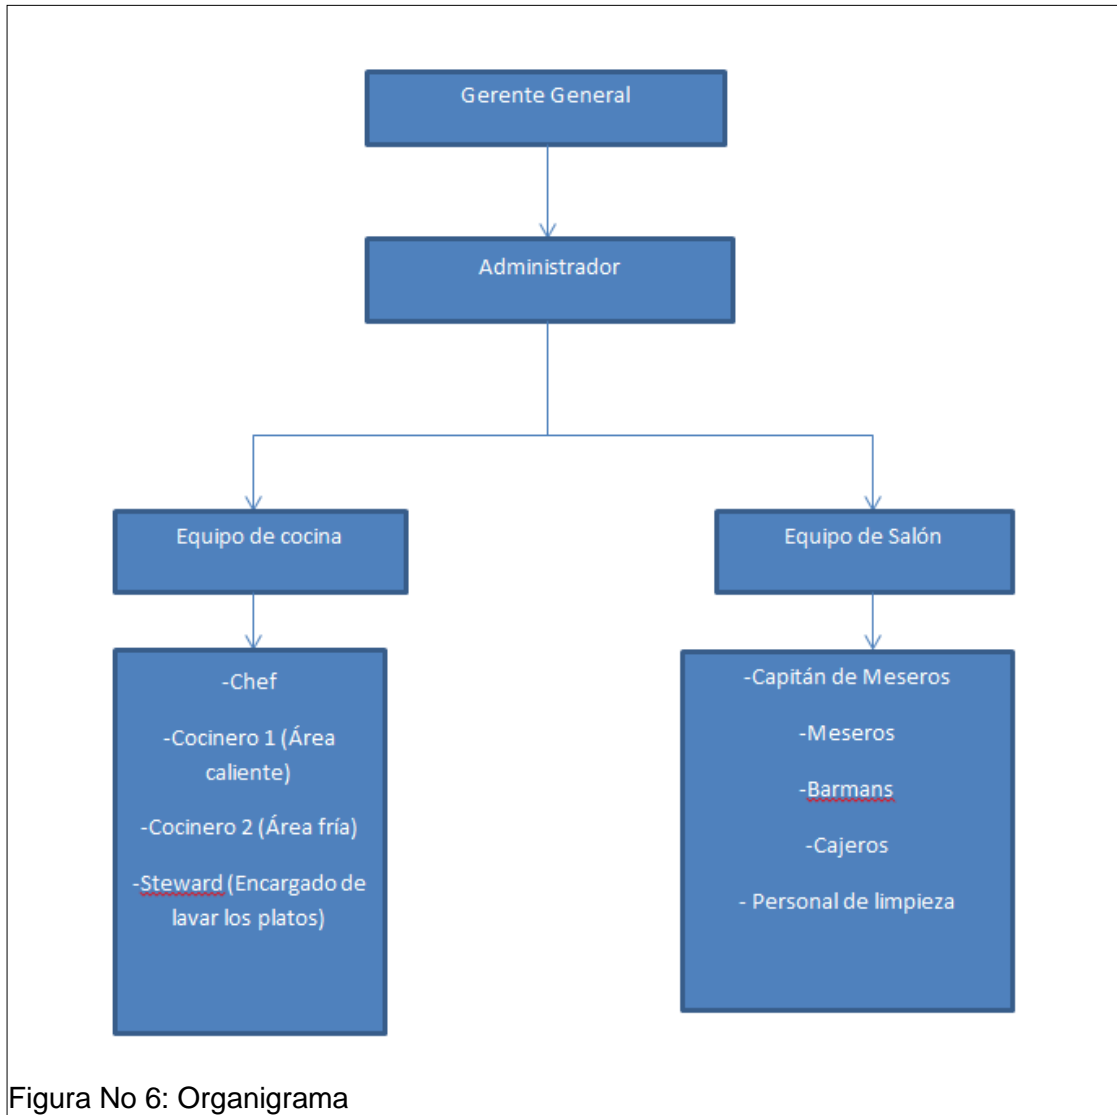 Gerente General
Administrador
Equipo de cocina
Equipo de Salón
-Chef
-Cocinero 1 (Área
caliente)
-Cocinero 2 (Área fría)
-Steward (Encargado de
lavar los platos)
-Capitán de Meseros
-Meseros
-Barmans
-Cajeros
- Personal de limpieza
Figura No 6: Organigrama